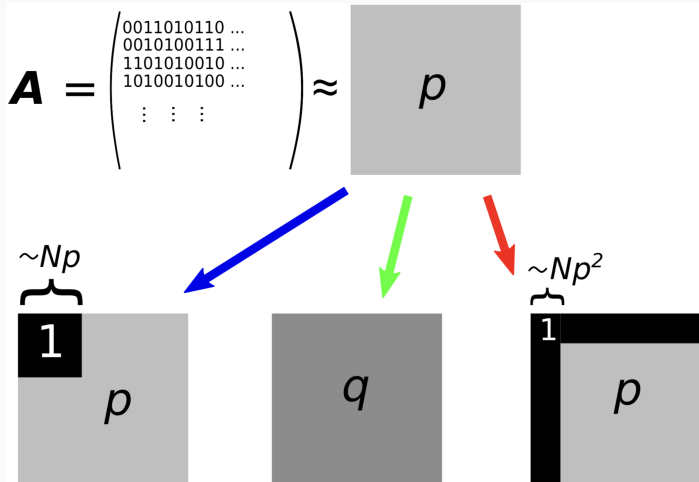 A = 0011010110 ... ≈ p
0010100111 ...
1101010010 ...
1010010100 ...
⋮ ⋮ ⋮
~Np ~Np²
1 p q 1 p